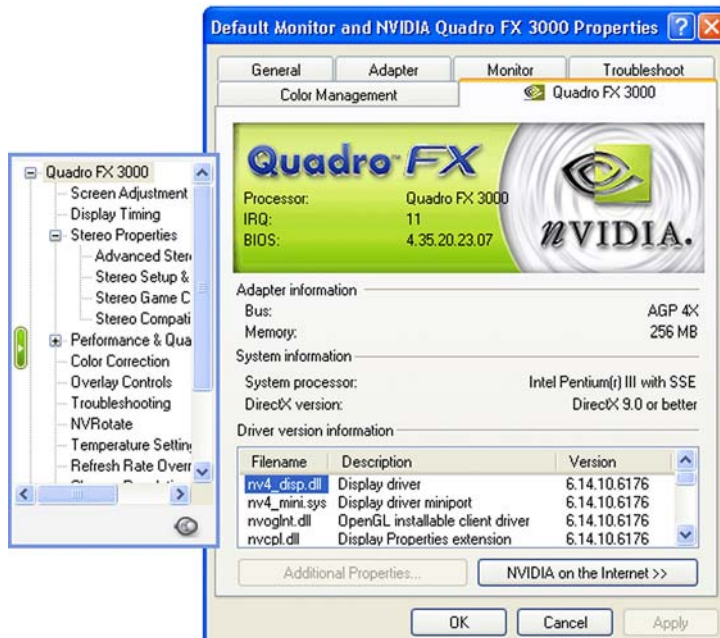 Default Monitor and NVIDIA Quadro FX 3000 Properties
General Adapter Monitor Troubleshoot
Color Management Quadro FX 3000
Quadro FX
Processor: Quadro FX 3000
IRQ: 11
BIOS: 4.35.20.23.07
nVIDIA.
Adapter information
Bus: AGP 4X
Memory: 256 MB
System information
System processor: Intel Pentium(r) III with SSE
DirectX version: DirectX 9.0 or better
Driver version information
Filename Description Version
nv4_disp.dll Display driver 6.14.10.6176
nv4_mini.sys Display driver miniport 6.14.10.6176
nvoglnt.dll OpenGL installable client driver 6.14.10.6176
nvcpl.dll Display Properties extension 6.14.10.6176
Additional Properties... NVIDIA on the Internet >>
OK Cancel Apply
Quadro FX 3000
Screen Adjustment
Display Timing
Stereo Properties
Advanced Ster
Stereo Setup &
Stereo Game C
Stereo Compati
Performance & Qua
Color Correction
Overlay Controls
Troubleshooting
NVRotate
Temperature Setting
Refresh Rate Overr